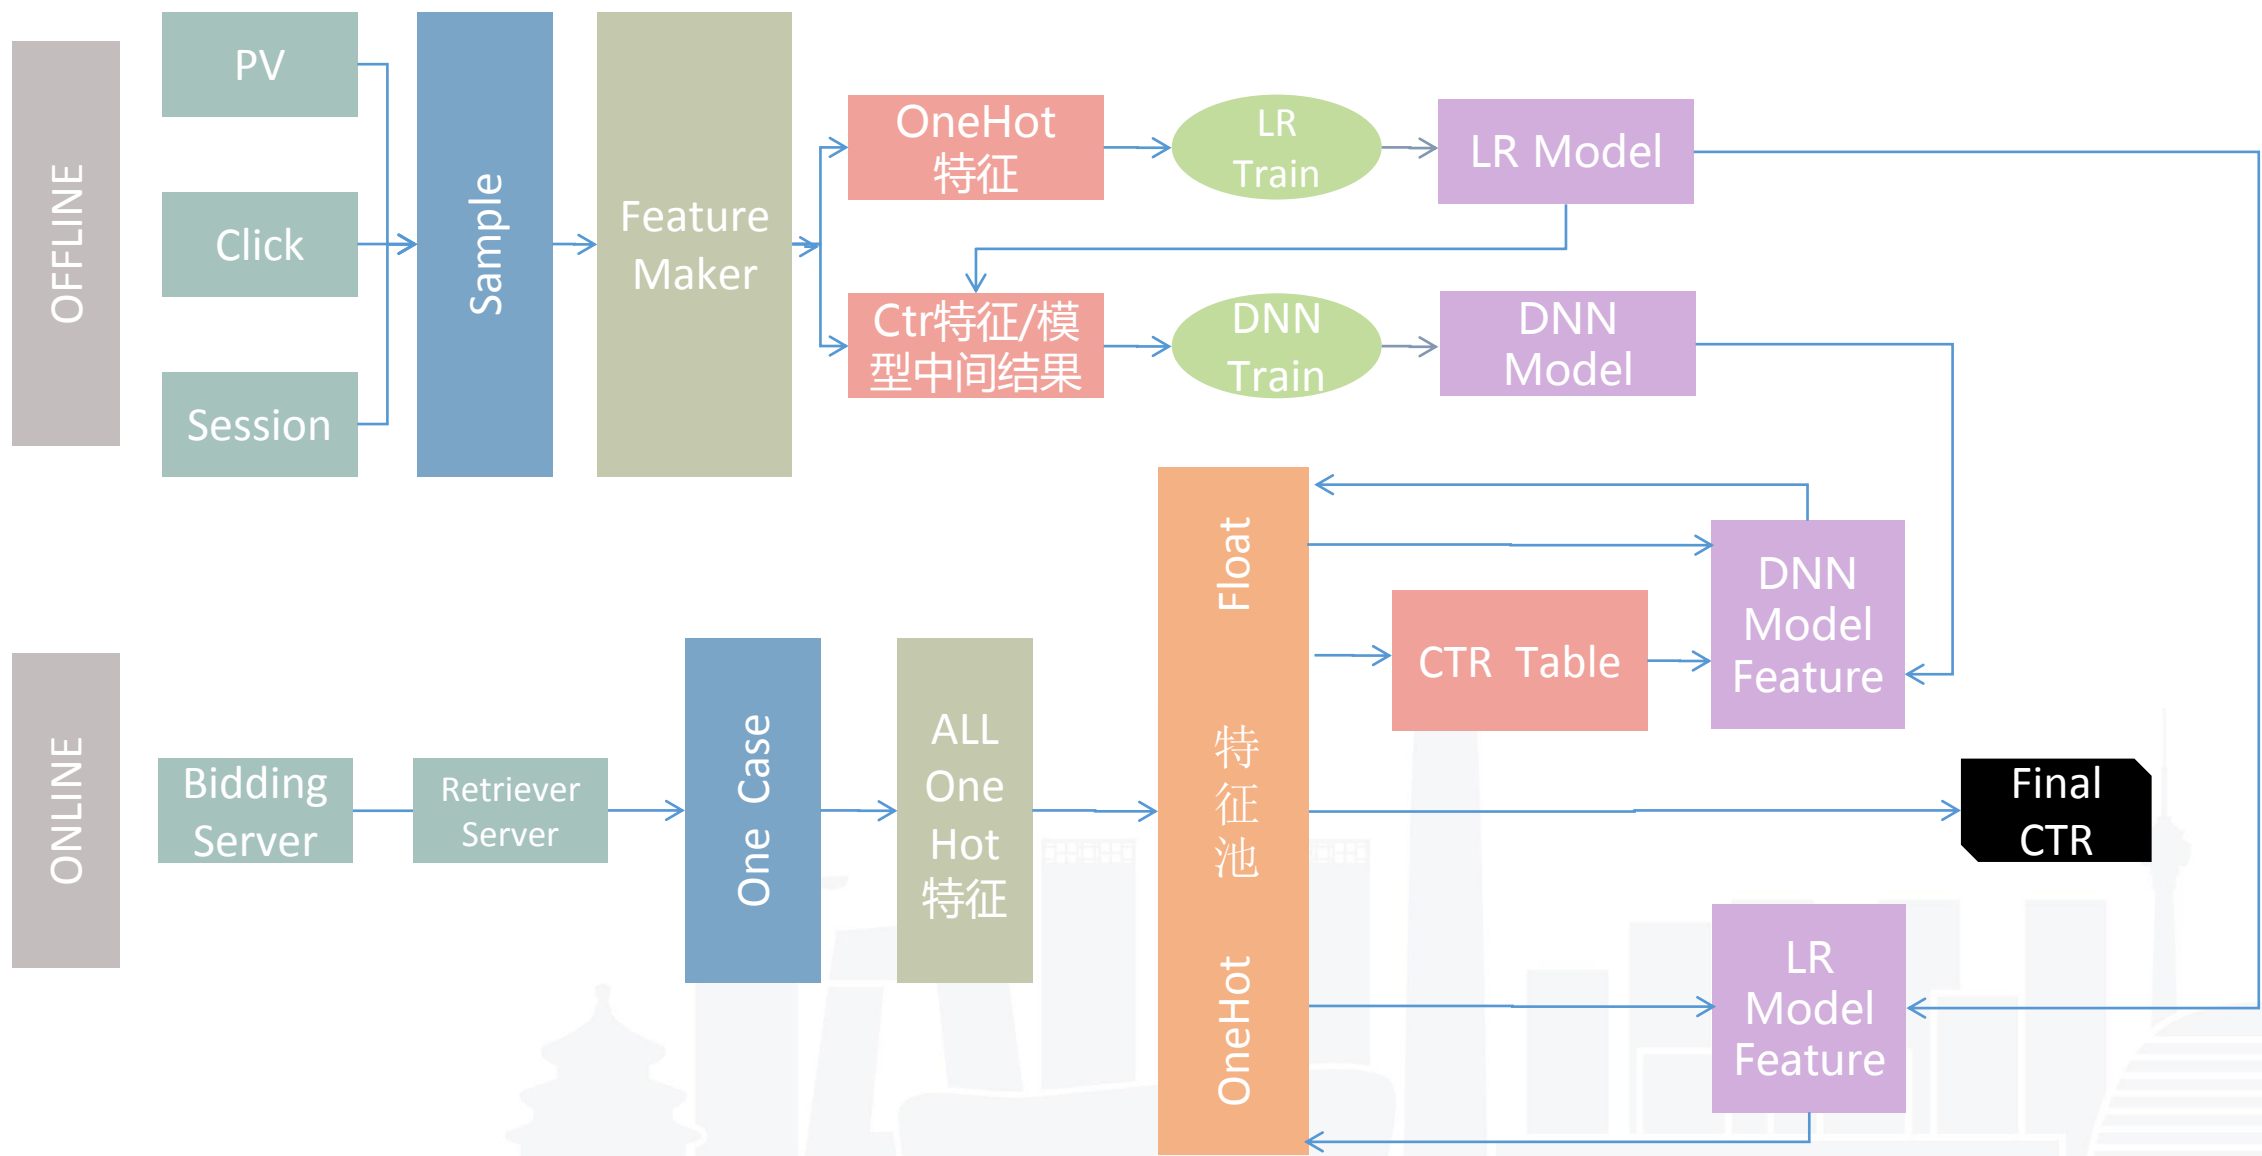 OFFLINE
PV
Click
Session
Sample
Feature
Maker
OneHot
特征
LR
Train
LR Model
Ctr特征/模
型中间结果
DNN
Train
DNN
Model
ONLINE
Bidding
Server
Retriever
Server
One Case
ALL
One
Hot
特征
Float
特
征
池
OneHot
CTR Table
DNN
Model
Feature
Final
CTR
LR
Model
Feature